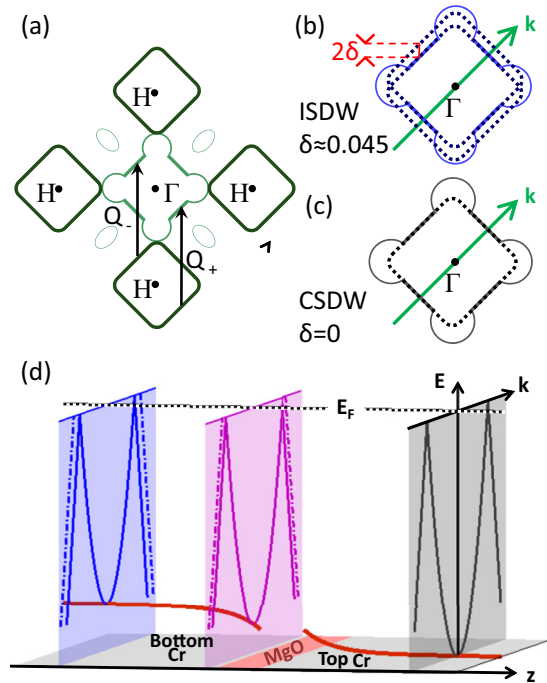 (a)
H
H
Γ
H
Q-
Q+
H
(b)
2δ
k
Γ
ISDW
δ≈0.045
(c)
k
Γ
CSDW
δ=0
(d)
E
k
EF
Bottom
Cr
MgO
Top Cr
z